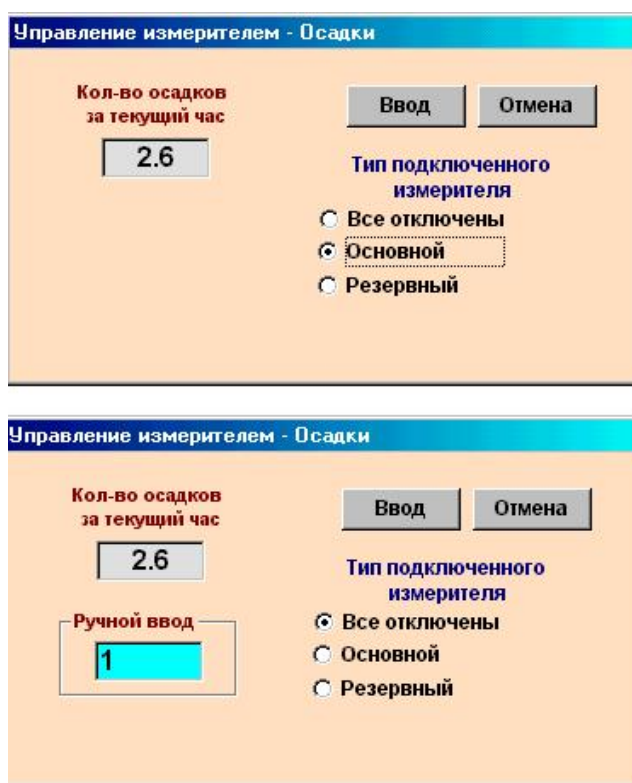 Управление измерителем - Осадки
Кол-во осадков
за текущий час
2.6
Ввод
Отмена
Тип подключенного
измерителя
Все отключены
Основной
Резервный
Управление измерителем - Осадки
Кол-во осадков
за текущий час
2.6
Ручной ввод
1
Ввод
Отмена
Тип подключенного
измерителя
Все отключены
Основной
Резервный